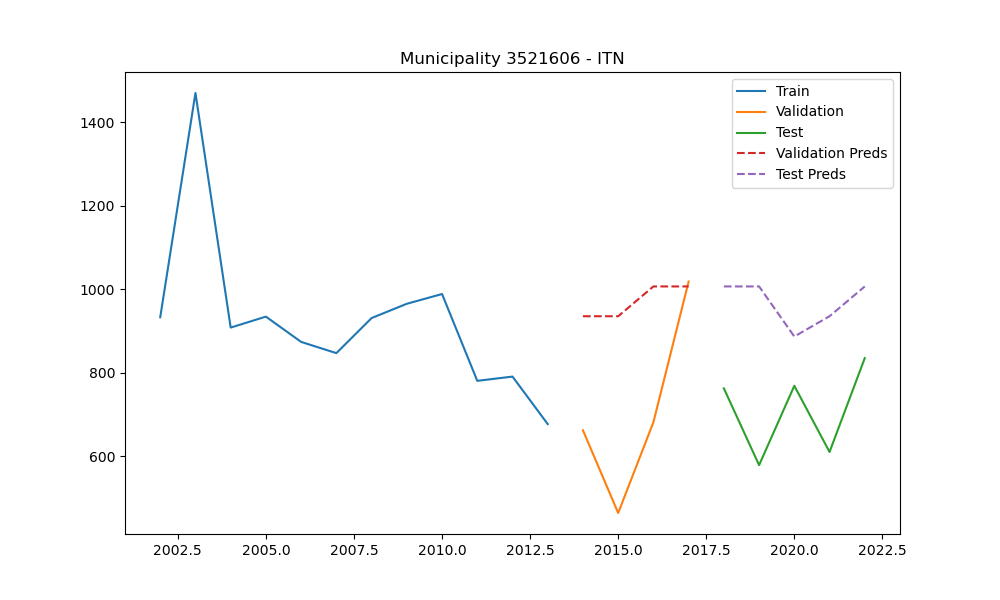 Municipality 3521606 - ITN
Train
Validation
Test
Validation Preds
Test Preds
1400
1200
1000
800
600
2002.5 2005.0 2007.5 2010.0 2012.5 2015.0 2017.5 2020.0 2022.5